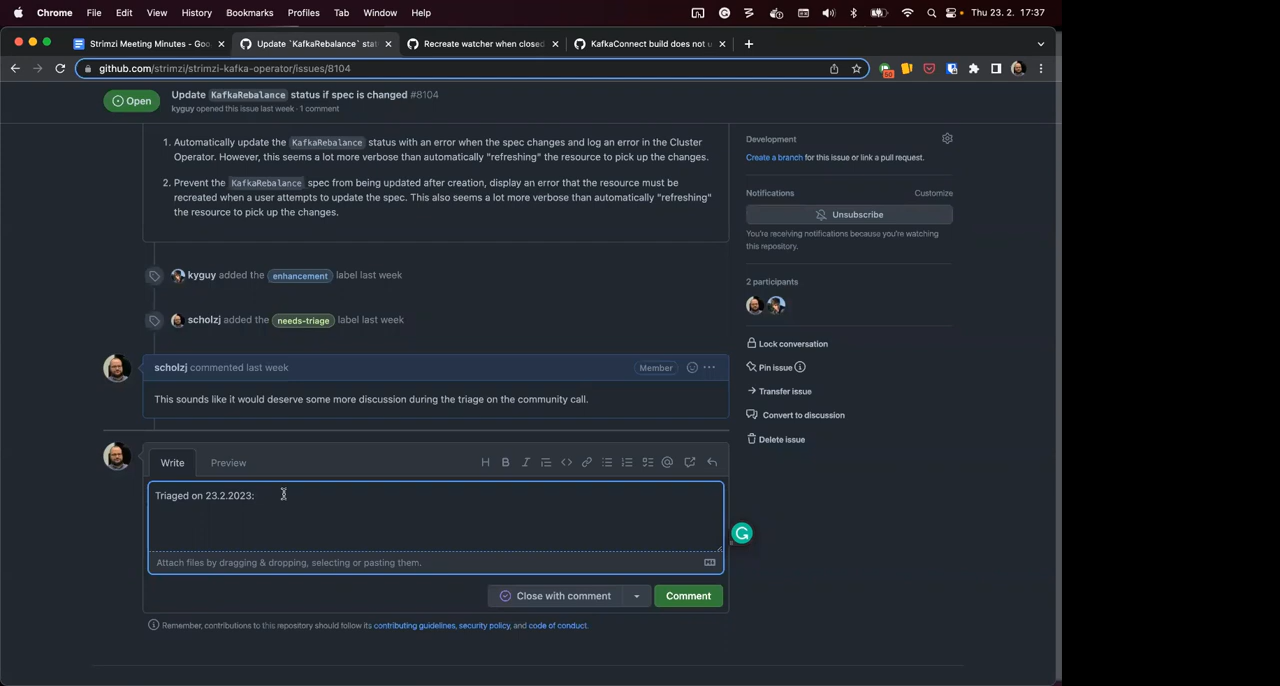 Chrome File Edit View History Bookmarks Profiles Tab Window Help Thu 23. 2. 17:37
Strimzi Meeting Minutes - Goo Update `KafkaRebalance` stat Recreate watcher when closed KafkaConnect build does not u
github.com/strimzi/strimzi-kafka-operator/issues/8104
50
Open
Update KafkaRebalance status if spec is changed #8104
kyguy opened this issue last week · 1 comment
1. Automatically update the KafkaRebalance status with an error when the spec changes and log an error in the Cluster
Operator. However, this seems a lot more verbose than automatically "refreshing" the resource to pick up the changes.
2. Prevent the KafkaRebalance spec from being updated after creation, display an error that the resource must be
recreated when a user attempts to update the spec. This also seems a lot more verbose than automatically "refreshing"
the resource to pick up the changes.
kyguy added the enhancement label last week
scholzj added the needs-triage label last week
scholzj commented last week
Member
This sounds like it would deserve some more discussion during the triage on the community call.
Write Preview
Triaged on 23.2.2023:
Attach files by dragging & dropping, selecting or pasting them.
Close with comment
Comment
Remember, contributions to this repository should follow its contributing guidelines, security policy, and code of conduct.
Development
Create a branch for this issue or link a pull request.
Notifications
Customize
Unsubscribe
You're receiving notifications because you're watching
this repository.
2 participants
Lock conversation
Pin issue
Transfer issue
Convert to discussion
Delete issue